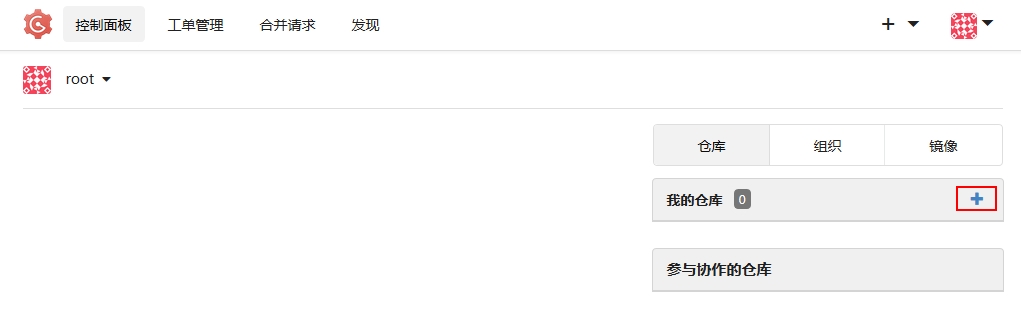 控制面板 工单管理 合并请求 发现
root
仓库 组织 镜像
我的仓库 0
参与协作的仓库